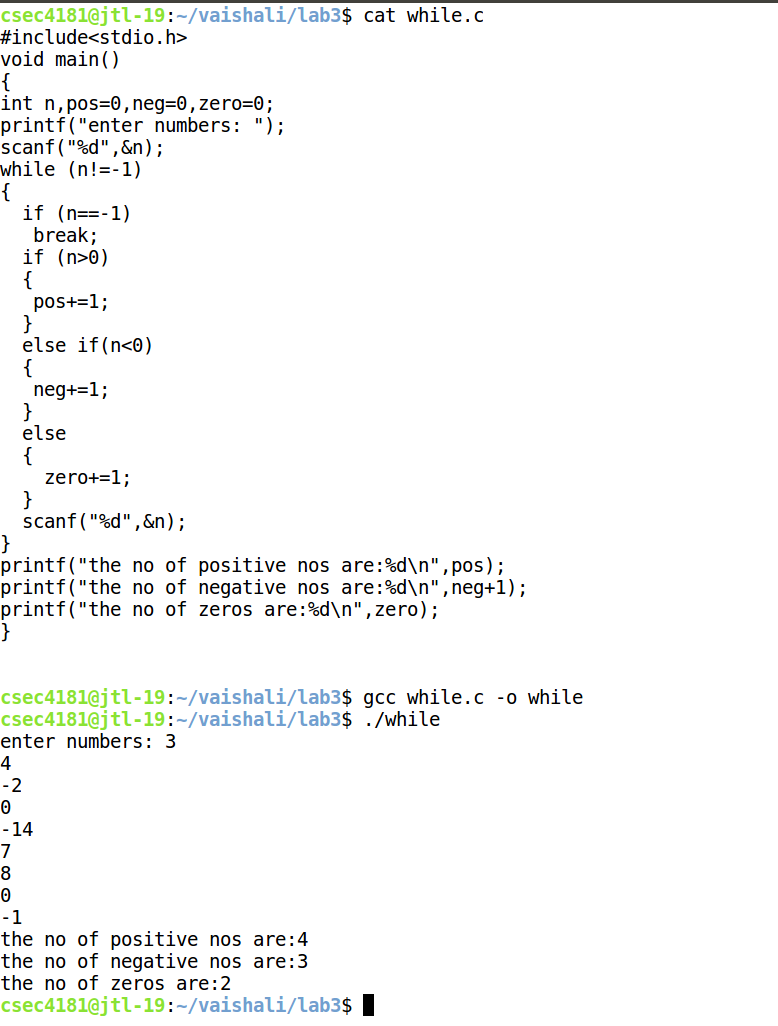 csec4181@jtl-19:~/vaishali/lab3$ cat while.c
#include<stdio.h>
void main()
{
int n,pos=0,neg=0,zero=0;
printf("enter numbers: ");
scanf("%d",&n);
while (n!=-1)
{
  if (n==-1)
   break;
  if (n>0)
  {
   pos+=1;
  }
  else if(n<0)
  {
   neg+=1;
  }
  else
  {
    zero+=1;
  }
  scanf("%d",&n);
}
printf("the no of positive nos are:%d\n",pos);
printf("the no of negative nos are:%d\n",neg+1);
printf("the no of zeros are:%d\n",zero);
}
csec4181@jtl-19:~/vaishali/lab3$ gcc while.c -o while
csec4181@jtl-19:~/vaishali/lab3$ ./while
enter numbers: 3
4
-2
0
-14
7
8
0
-1
the no of positive nos are:4
the no of negative nos are:3
the no of zeros are:2
csec4181@jtl-19:~/vaishali/lab3$